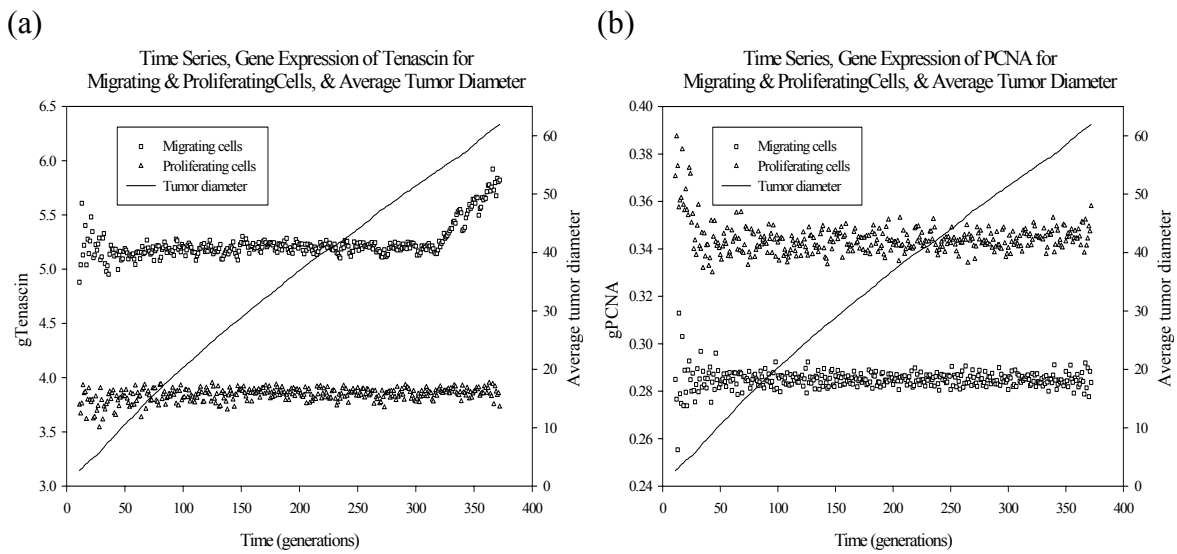 (a)
Time Series, Gene Expression of Tenascin for
Migrating & ProliferatingCells, & Average Tumor Diameter
6.5
6.0
5.5
5.0
4.5
4.0
3.5
3.0
gTenascin
Migrating cells
Proliferating cells
Tumor diameter
60
50
40
30
20
10
0
Average tumor diameter
0 50 100 150 200 250 300 350 400
Time (generations)
(b)
Time Series, Gene Expression of PCNA for
Migrating & ProliferatingCells, & Average Tumor Diameter
0.40
0.38
0.36
0.34
0.32
0.30
0.28
0.26
0.24
gPCNA
Migrating cells
Proliferating cells
Tumor diameter
60
50
40
30
20
10
0
Average tumor diameter
0 50 100 150 200 250 300 350 400
Time (generations)